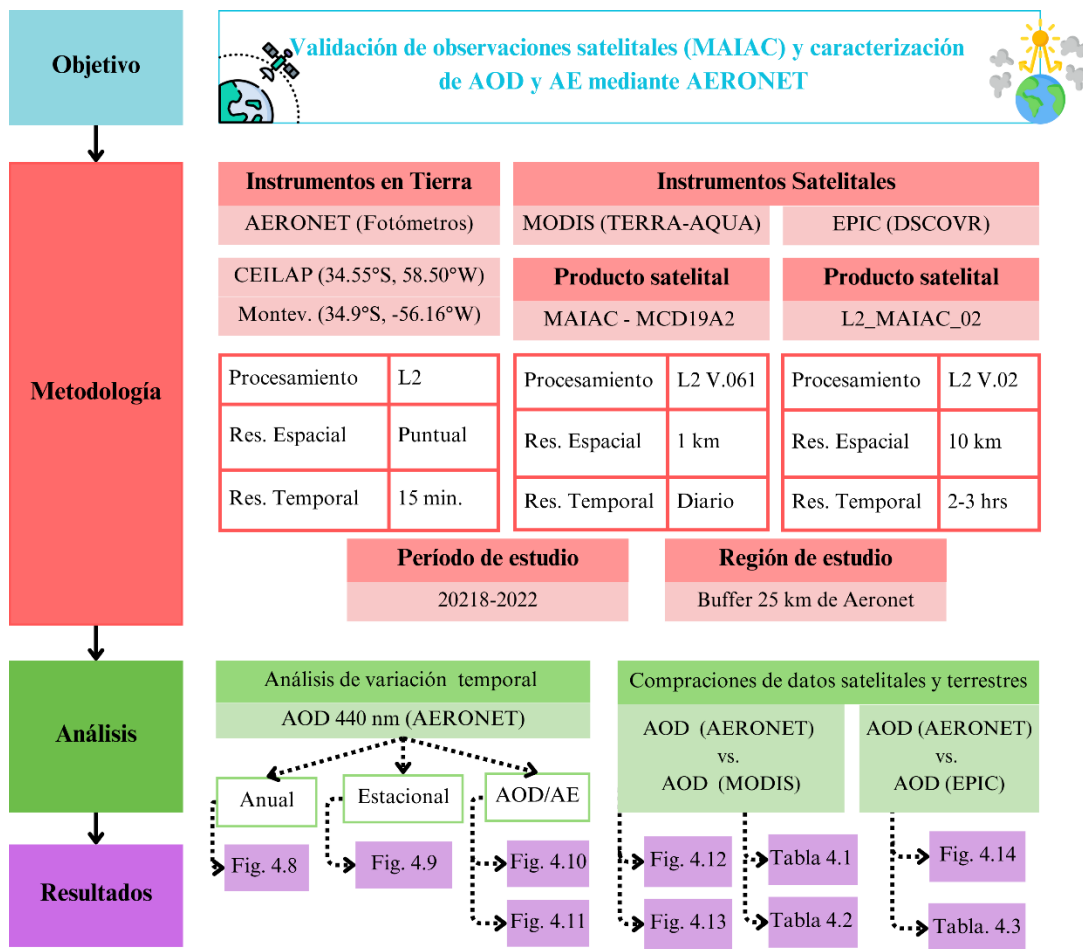 Objetivo
Validación de observaciones satelitales (MAIAC) y caracterización
de AOD y AE mediante AERONET
Metodología
Instrumentos en Tierra
AERONET (Fotómetros)
CEILAP (34.55°S, 58.50°W)
Montev. (34.9°S, -56.16°W)
Procesamiento L2
Res. Espacial Puntual
Res. Temporal 15 min.
Instrumentos Satelitales
MODIS (TERRA-AQUA)
Producto satelital
MAIAC - MCD19A2
Procesamiento L2 V.061
Res. Espacial 1 km
Res. Temporal Diario
EPIC (DSCOVR)
Producto satelital
L2_MAIAC_02
Procesamiento L2 V.02
Res. Espacial 10 km
Res. Temporal 2-3 hrs
Período de estudio
20218-2022
Región de estudio
Buffer 25 km de Aeronet
Análisis
Análisis de variación temporal
AOD 440 nm (AERONET)
Anual
Estacional
AOD/AE
Compraciones de datos satelitales y terrestres
AOD (AERONET)
vs.
AOD (MODIS)
AOD (AERONET)
vs.
AOD (EPIC)
Resultados
Fig. 4.8
Fig. 4.9
Fig. 4.10
Fig. 4.11
Fig. 4.12
Fig. 4.13
Tabla 4.1
Tabla 4.2
Fig. 4.14
Tabla. 4.3